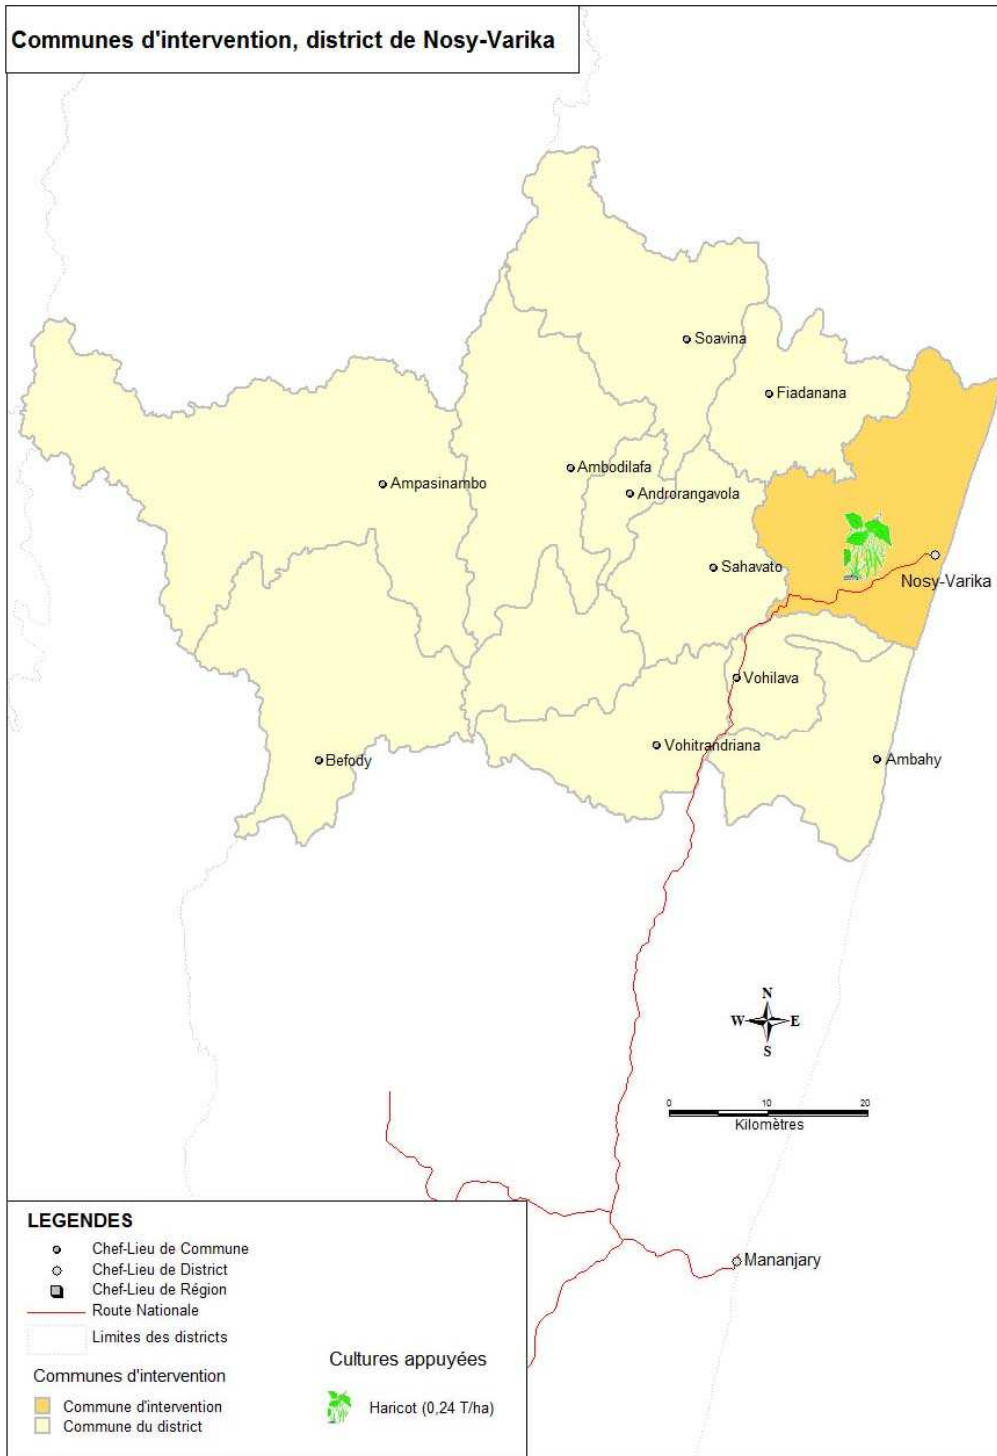 Communes d'intervention, district de Nosy-Varika
Soavina
Fiadanana
Ambodilafa
Ampasinambo
Androrangavola
Sahavato
Nosy-Varika
Vohilava
Vohitrandriana
Befody
Ambahy
N
W E
S
0 10 20
Kilomètres
Mananjary
LEGENDES
Chef-Lieu de Commune
Chef-Lieu de District
Chef-Lieu de Région
Route Nationale
Limites des districts
Communes d'intervention
Commune d'intervention
Commune du district
Cultures appuyées
Haricot (0,24 T/ha)